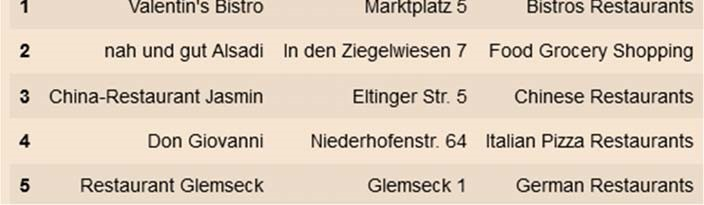 1 Valentin's Bistro Marktplatz 5 Bistros Restaurants
2 nah und gut Alsadi In den Ziegelwiesen 7 Food Grocery Shopping
3 China-Restaurant Jasmin Eltinger Str. 5 Chinese Restaurants
4 Don Giovanni Niederhofenstr. 64 Italian Pizza Restaurants
5 Restaurant Glemseck Glemseck 1 German Restaurants